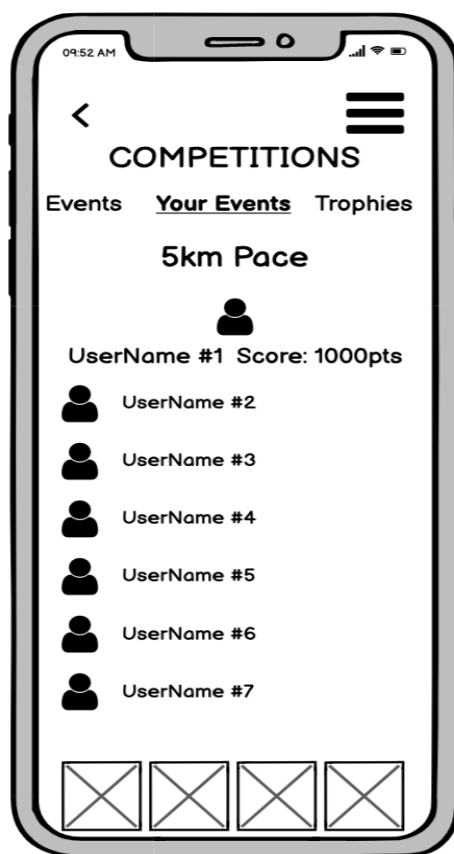 09:52 AM
COMPETITIONS
Events Your Events Trophies
5km Pace
UserName #1 Score: 1000pts
UserName #2
UserName #3
UserName #4
UserName #5
UserName #6
UserName #7